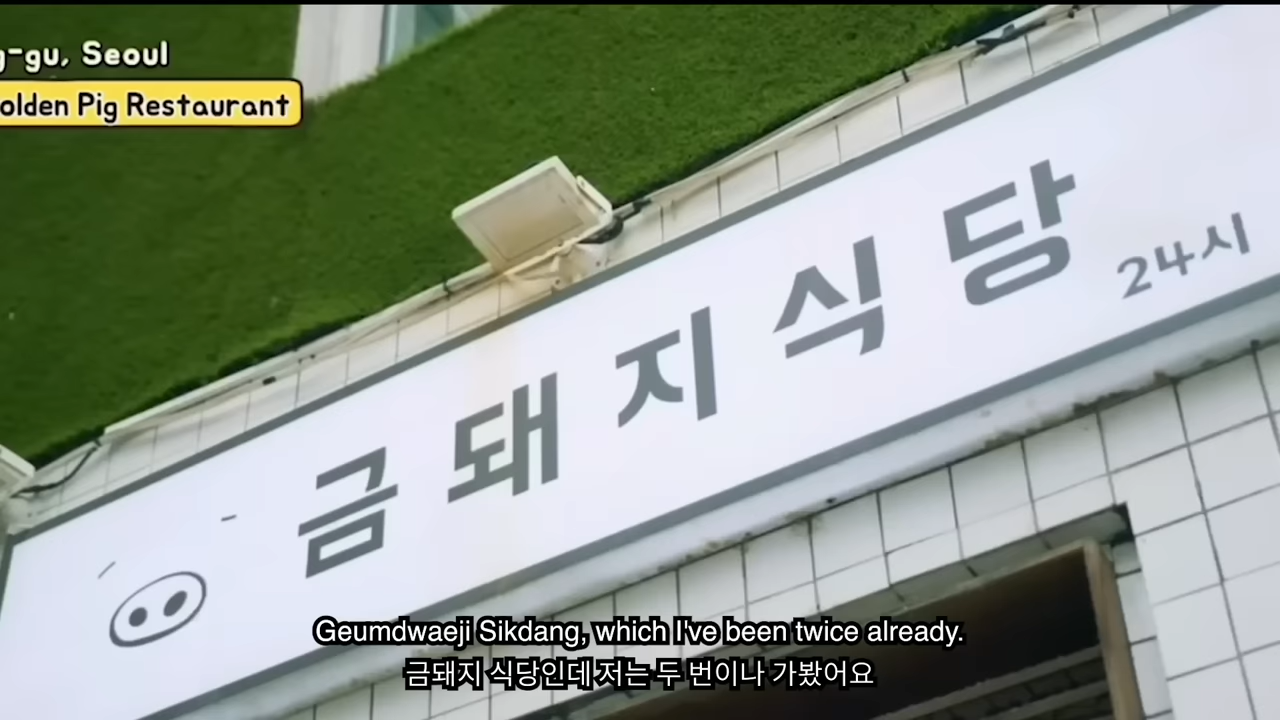 g-gu, Seoul
olden Pig Restaurant
금돼지식당
24시
Geumdwaeji Sikdang, which I've been twice already.
금돼지 식당인데 저는 두 번이나 가봤어요